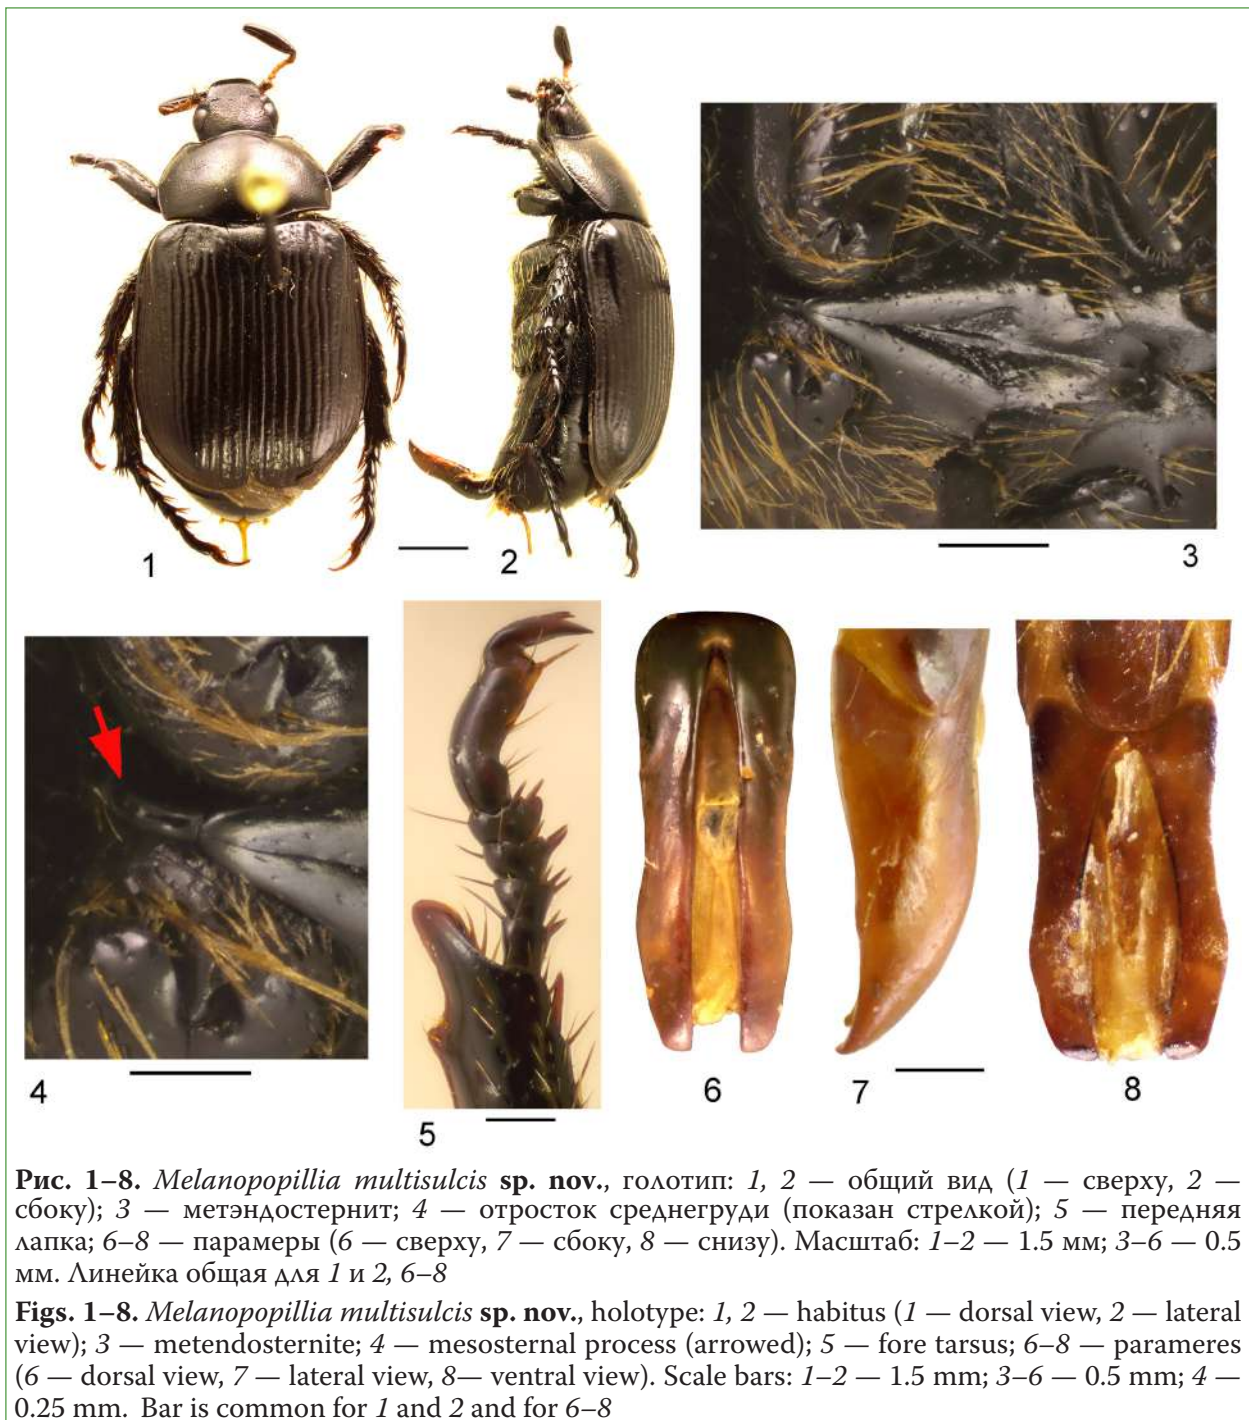 1
2
3
4
5
6
7
8
Рис. 1–8. Melanopopillia multisulcis sp. nov., голотип: 1, 2 — общий вид (1 — сверху, 2 —
сбоку); 3 — метэндостернит; 4 — отросток среднегруди (показан стрелкой); 5 — передняя
лапка; 6–8 — парамеры (6 — сверху, 7 — сбоку, 8 — снизу). Масштаб: 1–2 — 1.5 мм; 3–6 — 0.5
мм. Линейка общая для 1 и 2, 6–8
Figs. 1–8. Melanopopillia multisulcis sp. nov., holotype: 1, 2 — habitus (1 — dorsal view, 2 — lateral
view); 3 — metendosternite; 4 — mesosternal process (arrowed); 5 — fore tarsus; 6–8 — parameres
(6 — dorsal view, 7 — lateral view, 8— ventral view). Scale bars: 1–2 — 1.5 mm; 3–6 — 0.5 mm; 4 —
0.25 mm. Bar is common for 1 and 2 and for 6–8